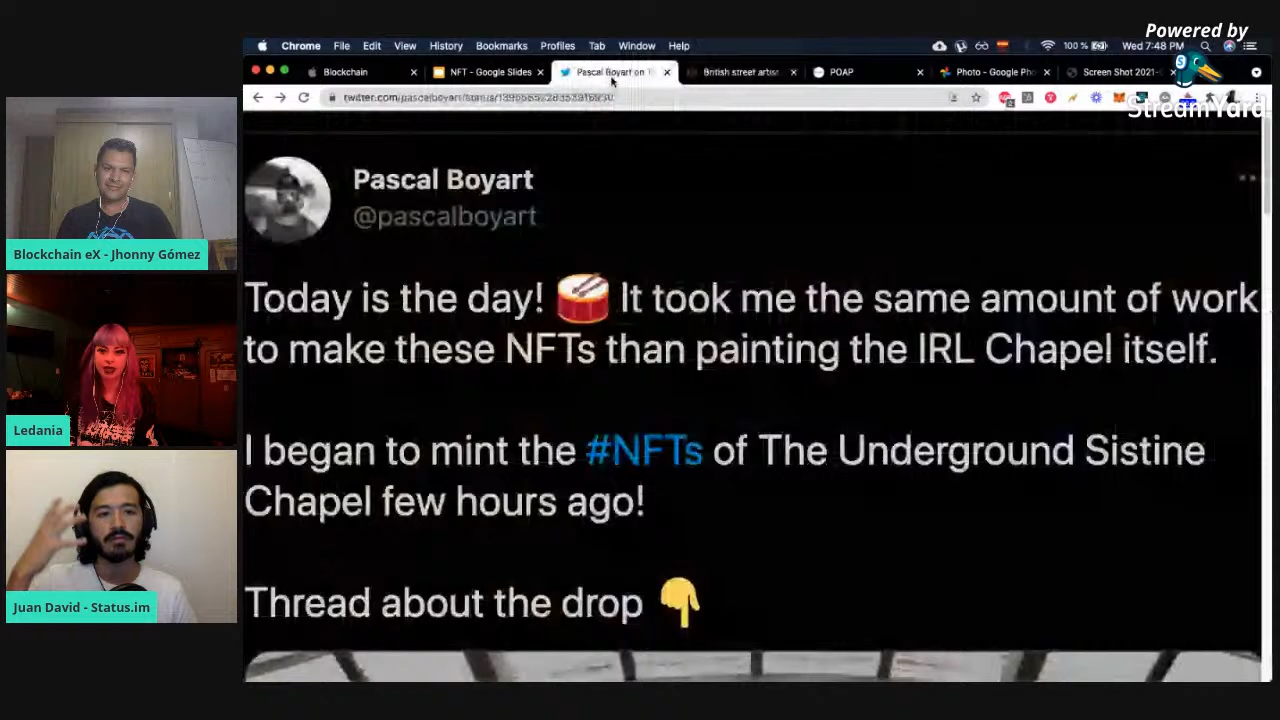 Powered by
StreamYard
Chrome File Edit View History Bookmarks Profiles Tab Window Help
100 % Wed 7:48 PM
Blockchain
NFT - Google Slides
Pascal Boyart on
British street artist
POAP
Photo - Google Pho
Screen Shot 2021-
Pascal Boyart
@pascalboyart
Today is the day! 🥁 It took me the same amount of work
to make these NFTs than painting the IRL Chapel itself.
I began to mint the #NFTs of The Underground Sistine
Chapel few hours ago!
Thread about the drop 👇
Blockchain eX - Jhonny Gómez
Ledania
Juan David - Status.im